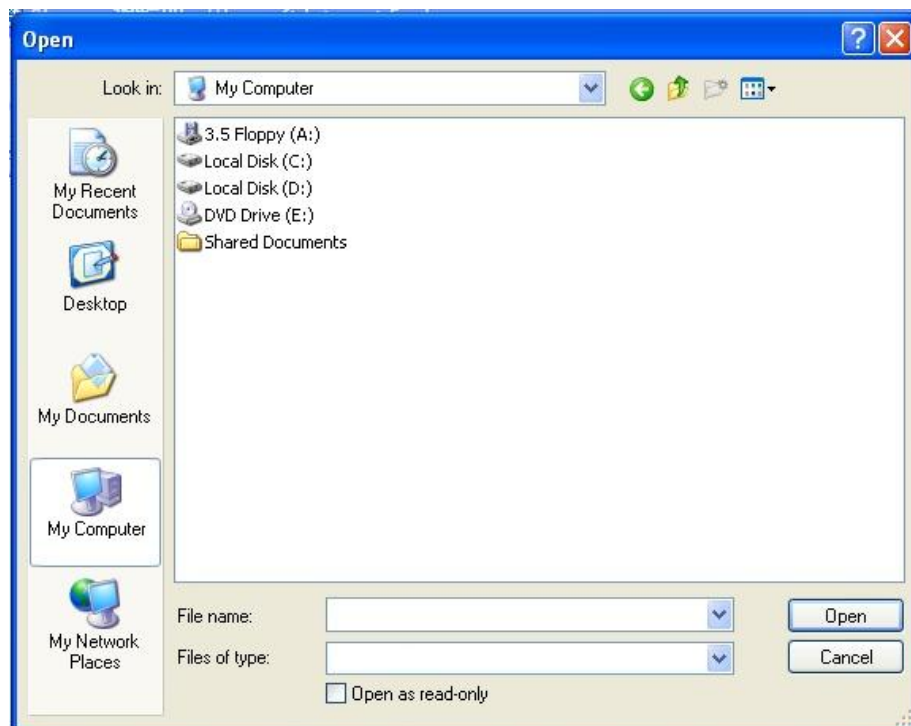 Open
Look in: My Computer
3.5 Floppy (A:)
Local Disk (C:)
Local Disk (D:)
DVD Drive (E:)
Shared Documents
My Recent
Documents
Desktop
My Documents
My Computer
My Network
Places
File name:
Open
Files of type:
Cancel
Open as read-only